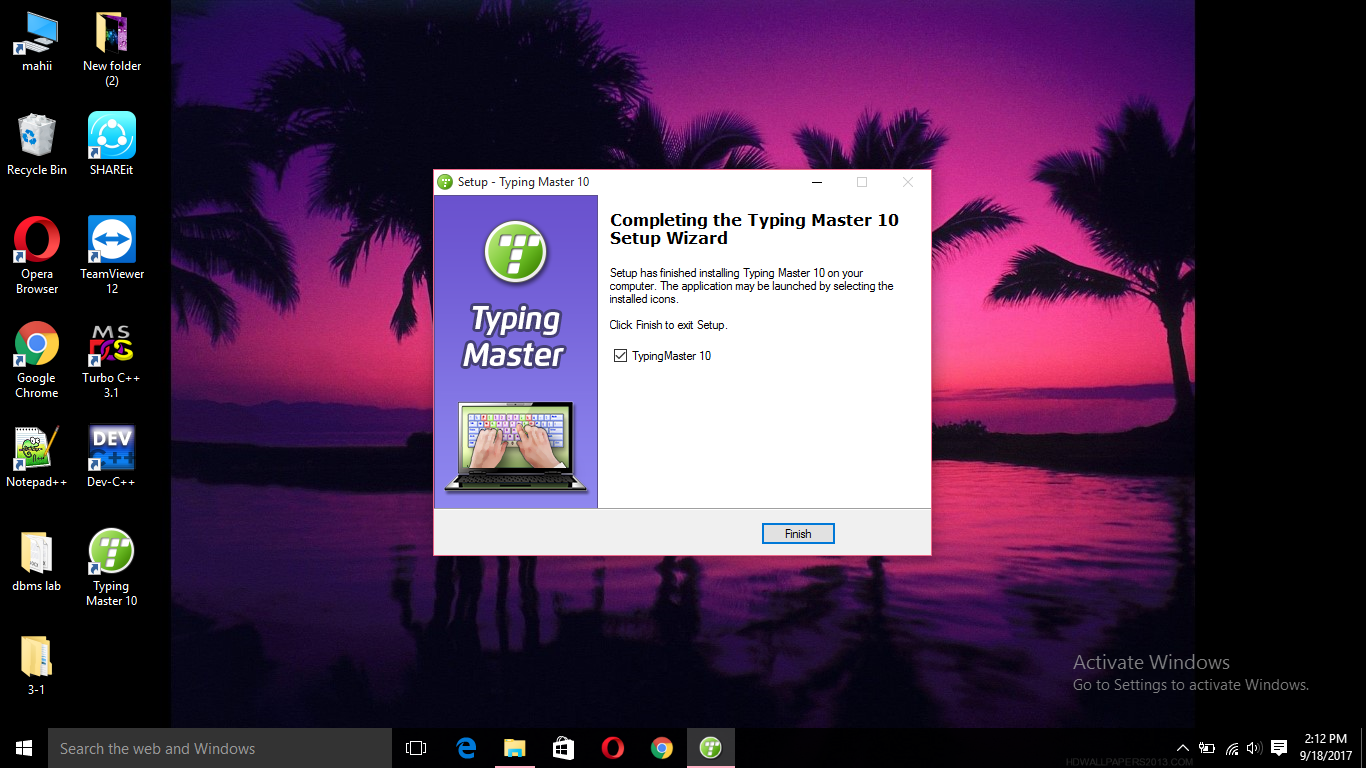 mahii
New folder
(2)
Recycle Bin
SHAREit
Opera
Browser
TeamViewer
12
Google
Chrome
MS
DOS
Turbo C++
3.1
Notepad++
DEV
C++
Dev-C++
dbms lab
Typing
Master 10
3-1
Setup - Typing Master 10
Typing
Master
Completing the Typing Master 10
Setup Wizard
Setup has finished installing Typing Master 10 on your
computer. The application may be launched by selecting the
installed icons.
Click Finish to exit Setup.
TypingMaster 10
Finish
Activate Windows
Go to Settings to activate Windows.
Search the web and Windows
2:12 PM
9/18/2017
HDWALLPAPERS2013.COM